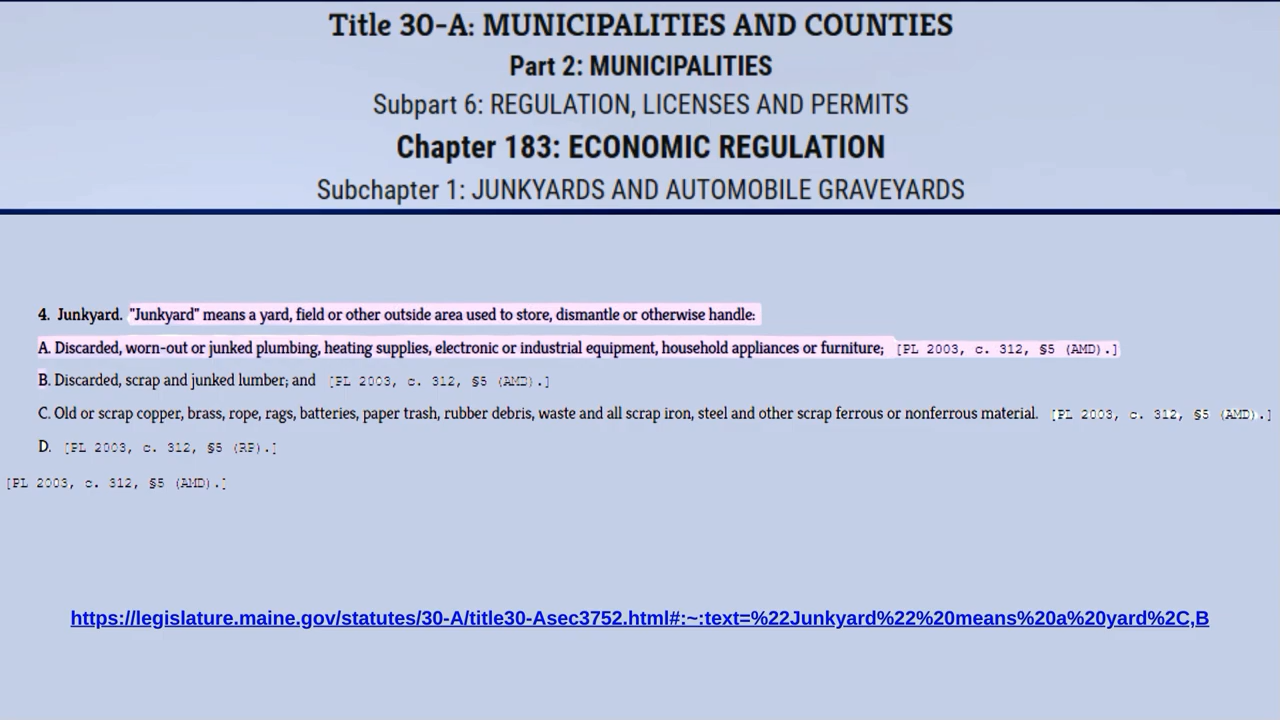 Title 30-A: MUNICIPALITIES AND COUNTIES
Part 2: MUNICIPALITIES
Subpart 6: REGULATION, LICENSES AND PERMITS
Chapter 183: ECONOMIC REGULATION
Subchapter 1: JUNKYARDS AND AUTOMOBILE GRAVEYARDS
4. Junkyard. "Junkyard" means a yard, field or other outside area used to store, dismantle or otherwise handle:
A. Discarded, worn-out or junked plumbing, heating supplies, electronic or industrial equipment, household appliances or furniture; [PL 2003, c. 312, §5 (AMD).]
B. Discarded, scrap and junked lumber; and [PL 2003, c. 312, §5 (AMD).]
C. Old or scrap copper, brass, rope, rags, batteries, paper trash, rubber debris, waste and all scrap iron, steel and other scrap ferrous or nonferrous material. [PL 2003, c. 312, §5 (AMD).]
D. [PL 2003, c. 312, §5 (RP).]
[PL 2003, c. 312, §5 (AMD).]
https://legislature.maine.gov/statutes/30-A/title30-Asec3752.html#:~:text=%22Junkyard%22%20means%20a%20yard%2C,B